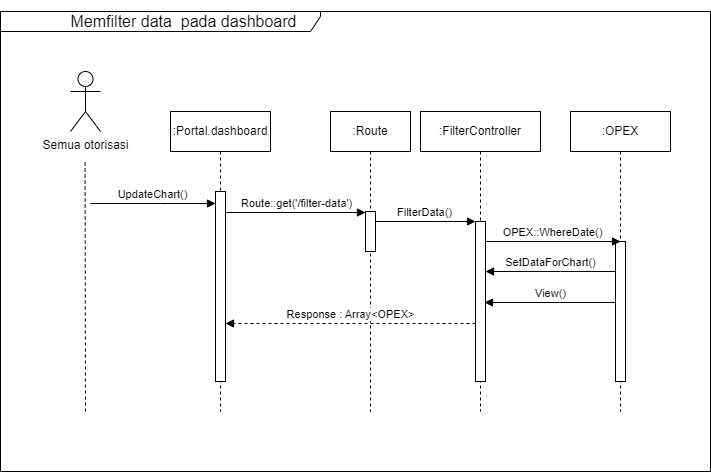 Memfilter data pada dashboard
Semua otorisasi
:Portal.dashboard
:Route
:FilterController
:OPEX
UpdateChart()
Route::get('/filter-data')
FilterData()
OPEX::WhereDate()
SetDataForChart()
View()
Response : Array<OPEX>